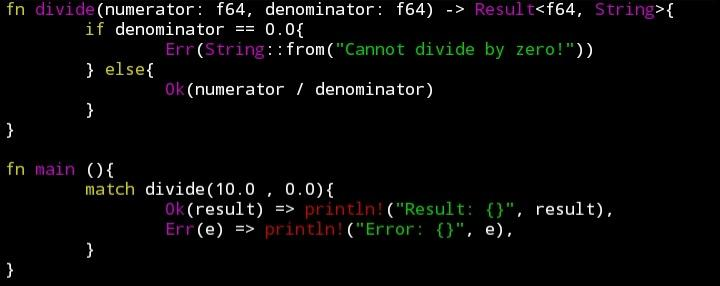 fn divide(numerator: f64, denominator: f64) -> Result<f64, String>{
        if denominator == 0.0{
                Err(String::from("Cannot divide by zero!"))
        } else{
                Ok(numerator / denominator)
        }
}

fn main (){
        match divide(10.0 , 0.0){
                Ok(result) => println!("Result: {}", result),
                Err(e) => println!("Error: {}", e),
        }
}